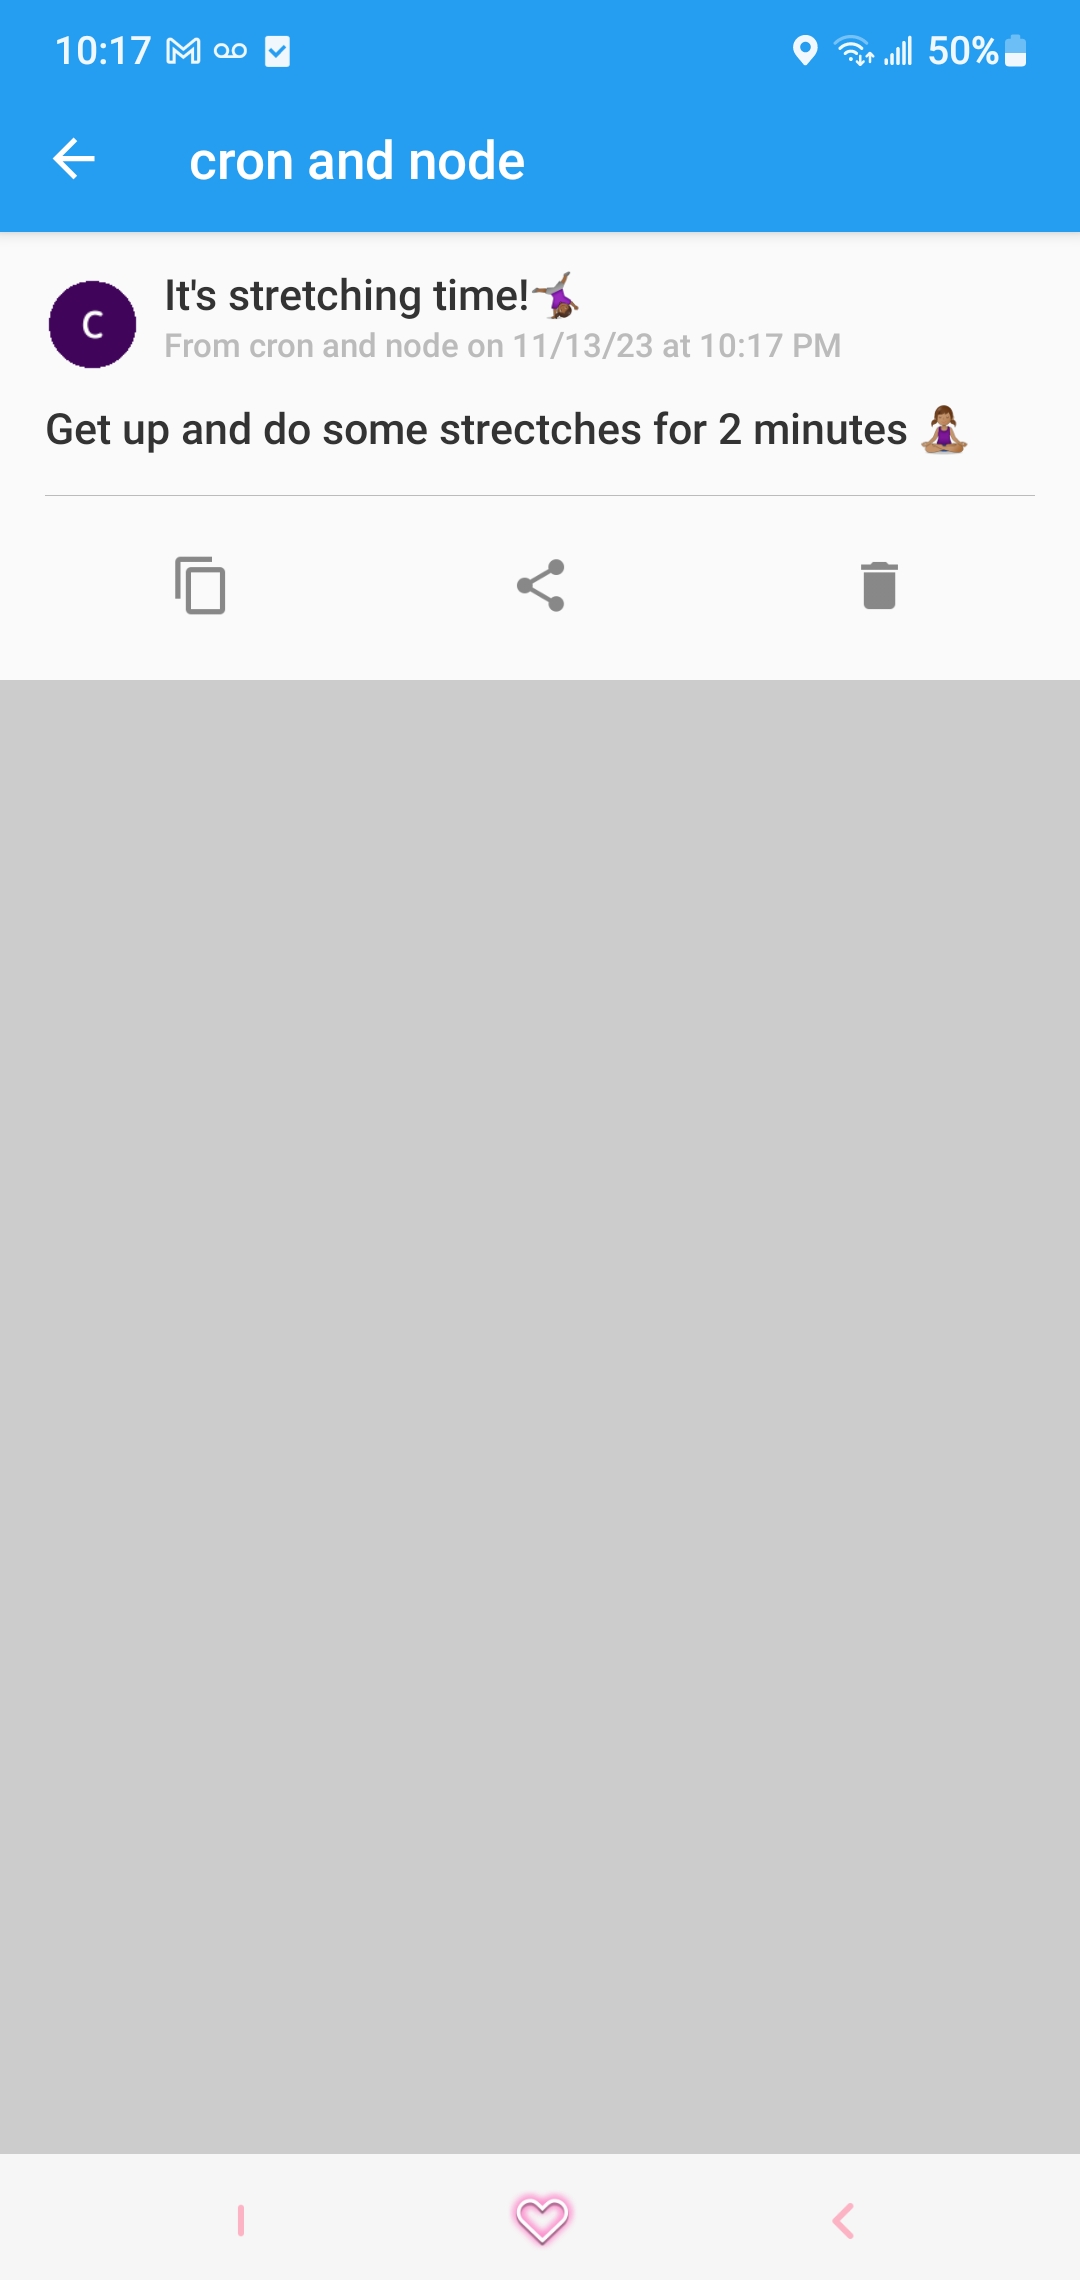 10:17 50%
cron and node
C
It's stretching time!🤸🏾‍♀️
From cron and node on 11/13/23 at 10:17 PM
Get up and do some strectches for 2 minutes 🧘🏽‍♀️